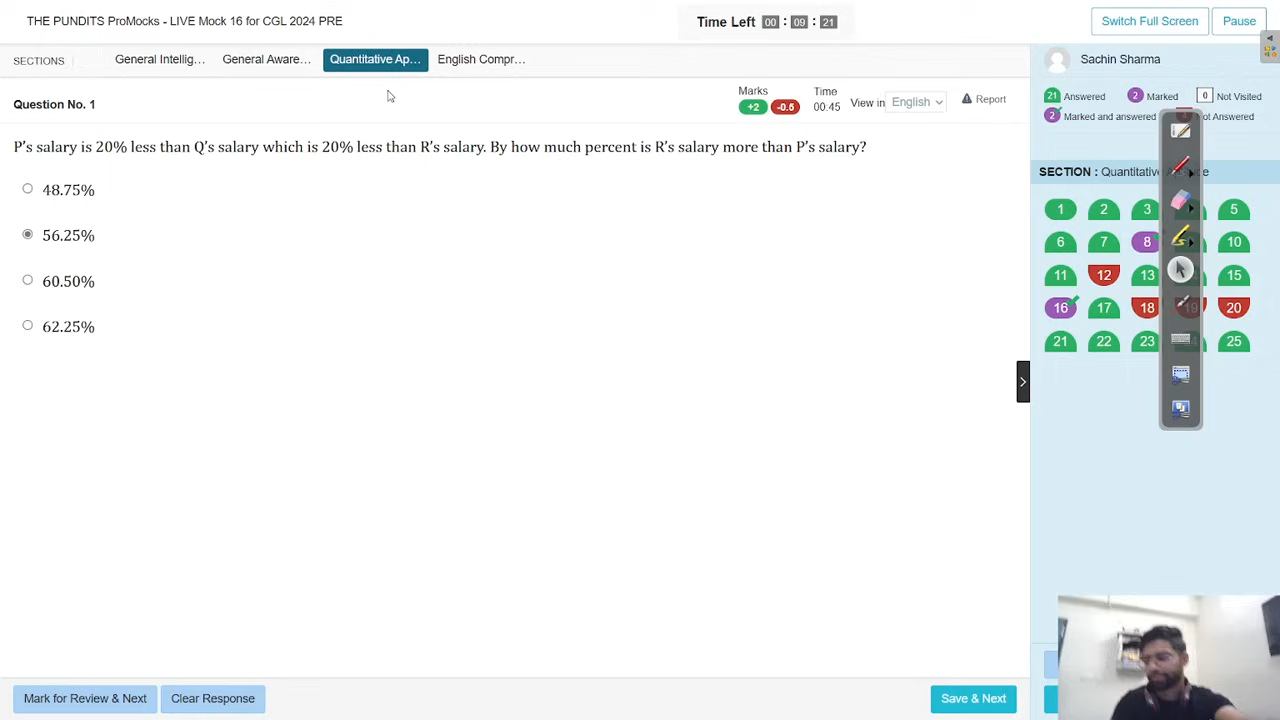 THE PUNDITS ProMocks - LIVE Mock 16 for CGL 2024 PRE
Time Left 00 : 09 : 21
Switch Full Screen
Pause
SECTIONS
General Intellig...
General Aware...
Quantitative Ap...
English Compr...
Sachin Sharma
Question No. 1
Marks
+2 -0.5
Time
00:45
View in English
Report
21 Answered
2 Marked
0 Not Visited
2 Marked and answered
Not Answered
P's salary is 20% less than Q's salary which is 20% less than R's salary. By how much percent is R's salary more than P's salary?
48.75%
56.25%
60.50%
62.25%
SECTION : Quantitative
1 2 3 5
6 7 8 10
11 12 13 15
16 17 18 19 20
21 22 23 25
Mark for Review & Next
Clear Response
Save & Next